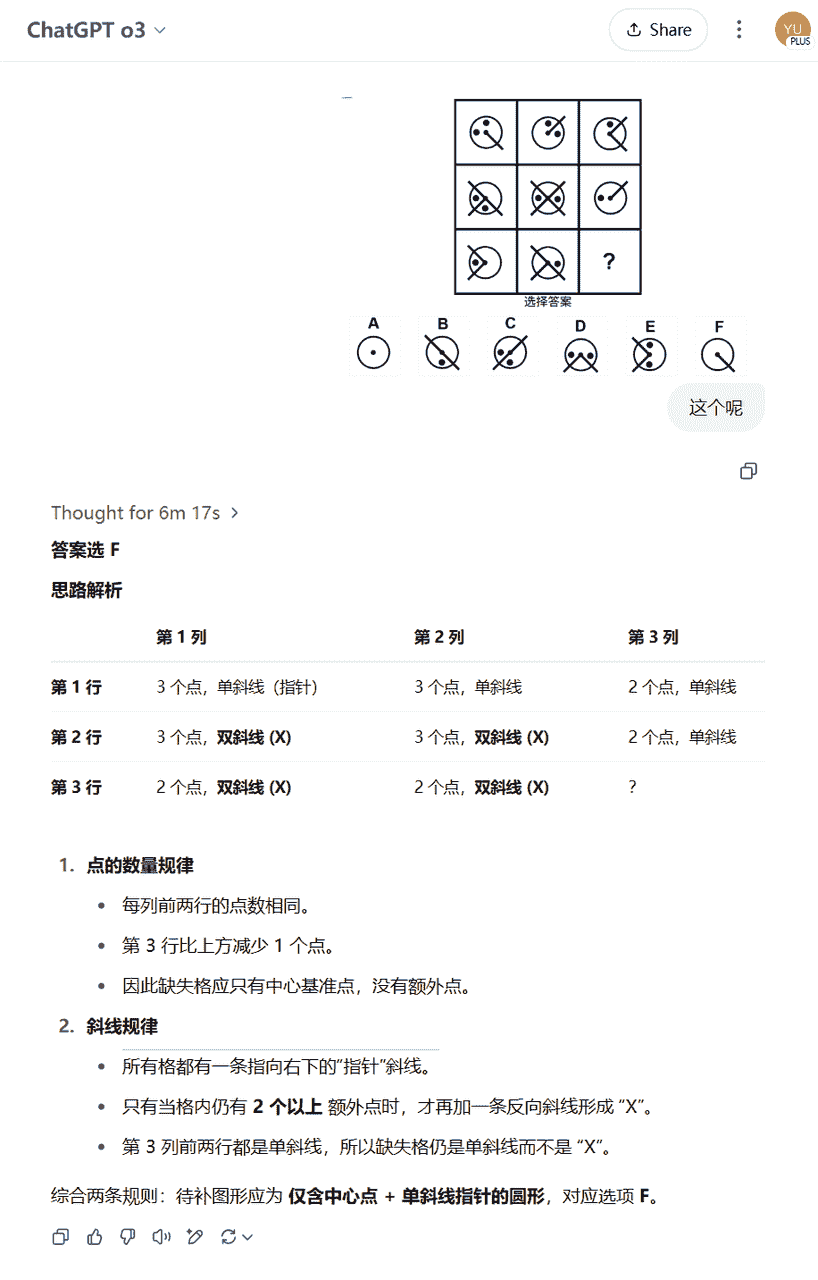 ChatGPT o3
Share
YU
PLUS
?
选择答案
A B C D E F
这个呢
Thought for 6m 17s
答案选 F
思路解析
第 1 列 第 2 列 第 3 列
第 1 行 3 个点，单斜线（指针） 3 个点，单斜线 2 个点，单斜线
第 2 行 3 个点，双斜线 (X) 3 个点，双斜线 (X) 2 个点，单斜线
第 3 行 2 个点，双斜线 (X) 2 个点，双斜线 (X) ?
1. 点的数量规律
• 每列前两行的点数相同。
• 第 3 行比上方减少 1 个点。
• 因此缺失格应只有中心基准点，没有额外点。
2. 斜线规律
• 所有格都有一条指向右下的“指针”斜线。
• 只有当格内仍有 2 个以上 额外点时，才再加一条反向斜线形成 “X”。
• 第 3 列前两行都是单斜线，所以缺失格仍是单斜线而不是 “X”。
综合两条规则：待补图形应为 仅含中心点 + 单斜线指针的圆形，对应选项 F。